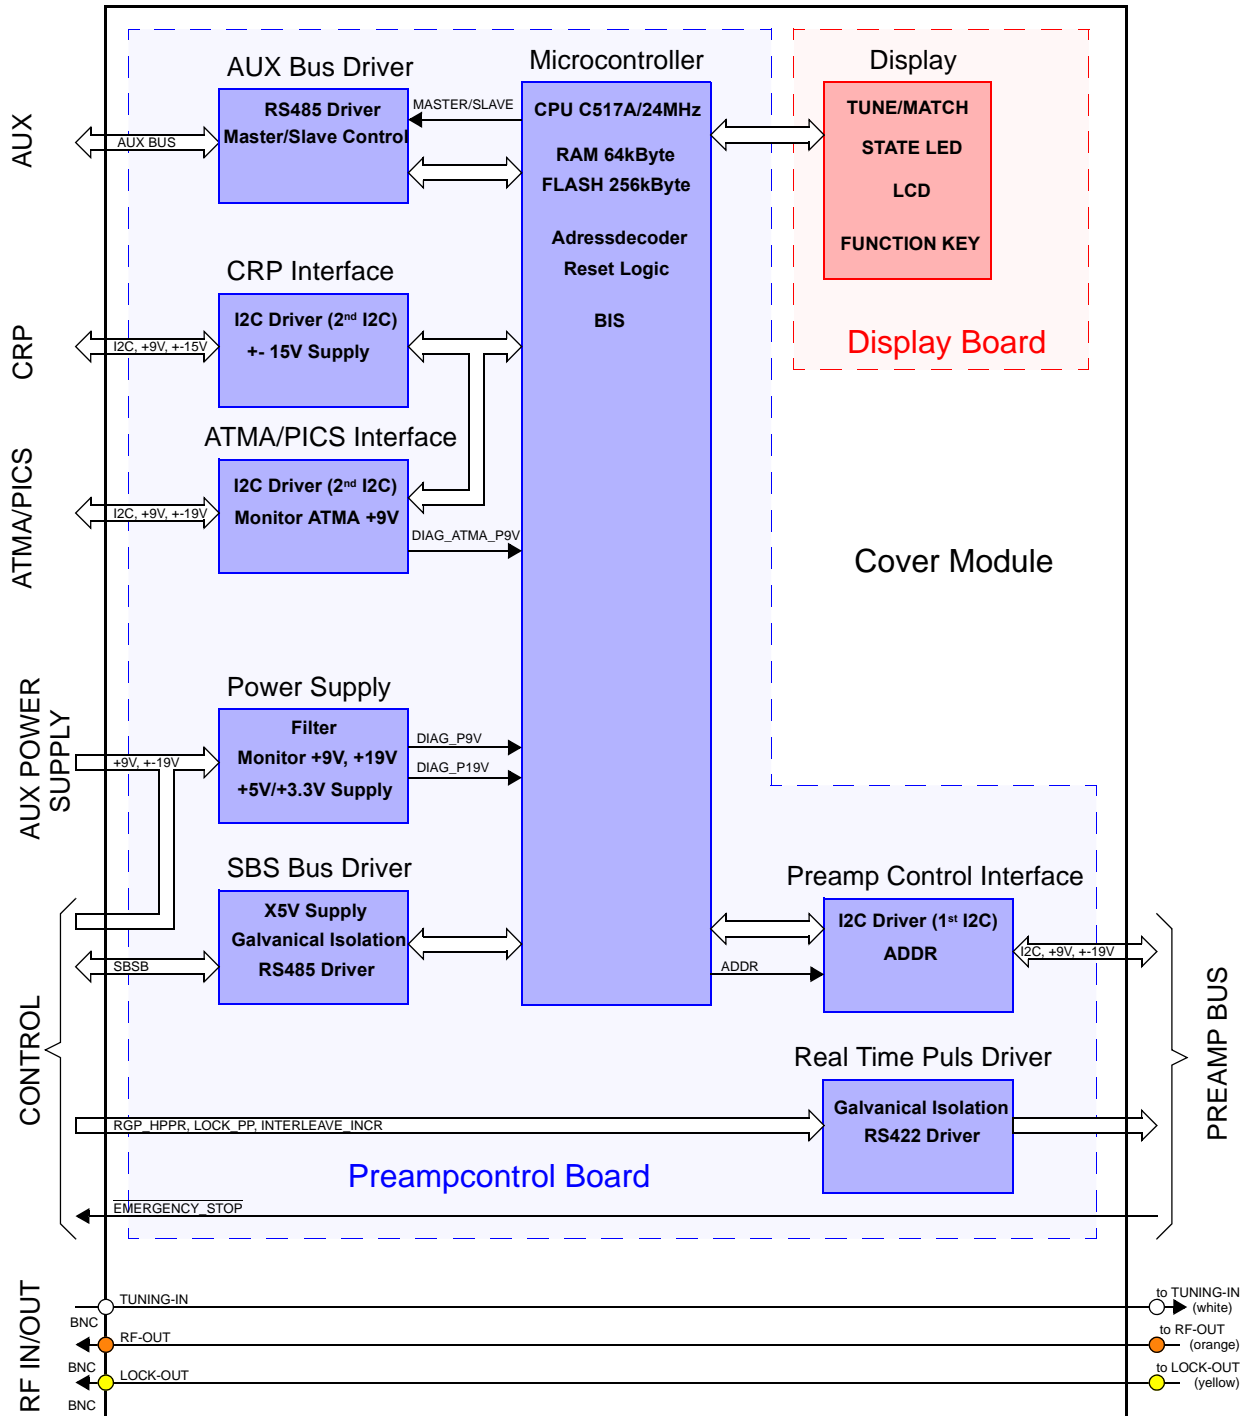 AUX Bus Driver
Microcontroller
Display
RS485 Driver
Master/Slave Control
MASTER/SLAVE
CPU C517A/24MHz
RAM 64kByte
FLASH 256kByte
Adressdecoder
Reset Logic
BIS
TUNE/MATCH
STATE LED
LCD
FUNCTION KEY
Display Board
AUX
AUX BUS
CRP Interface
I2C Driver (2nd I2C)
+- 15V Supply
CRP
I2C, +9V, +-15V
ATMA/PICS Interface
I2C Driver (2nd I2C)
Monitor ATMA +9V
ATMA/PICS
I2C, +9V, +-19V
DIAG_ATMA_P9V
Cover Module
Power Supply
Filter
Monitor +9V, +19V
+5V/+3.3V Supply
AUX POWER
SUPPLY
+9V, +-19V
DIAG_P9V
DIAG_P19V
SBS Bus Driver
X5V Supply
Galvanical Isolation
RS485 Driver
SBSB
CONTROL
Preamp Control Interface
I2C Driver (1st I2C)
ADDR
ADDR
I2C, +9V, +-19V
PREAMP BUS
Real Time Puls Driver
Galvanical Isolation
RS422 Driver
RGP_HPPR, LOCK_PP, INTERLEAVE_INCR
Preampcontrol Board
EMERGENCY_STOP
RF IN/OUT
TUNING-IN
BNC
to TUNING-IN
(white)
RF-OUT
BNC
to RF-OUT
(orange)
LOCK-OUT
BNC
to LOCK-OUT
(yellow)